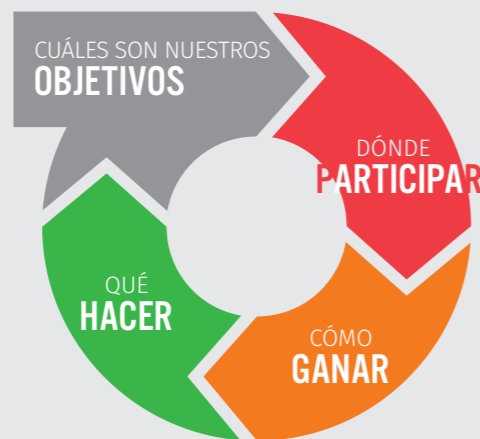 CUÁLES SON NUESTROS
OBJETIVOS
DÓNDE
PARTICIPAR
CÓMO
GANAR
QUÉ
HACER